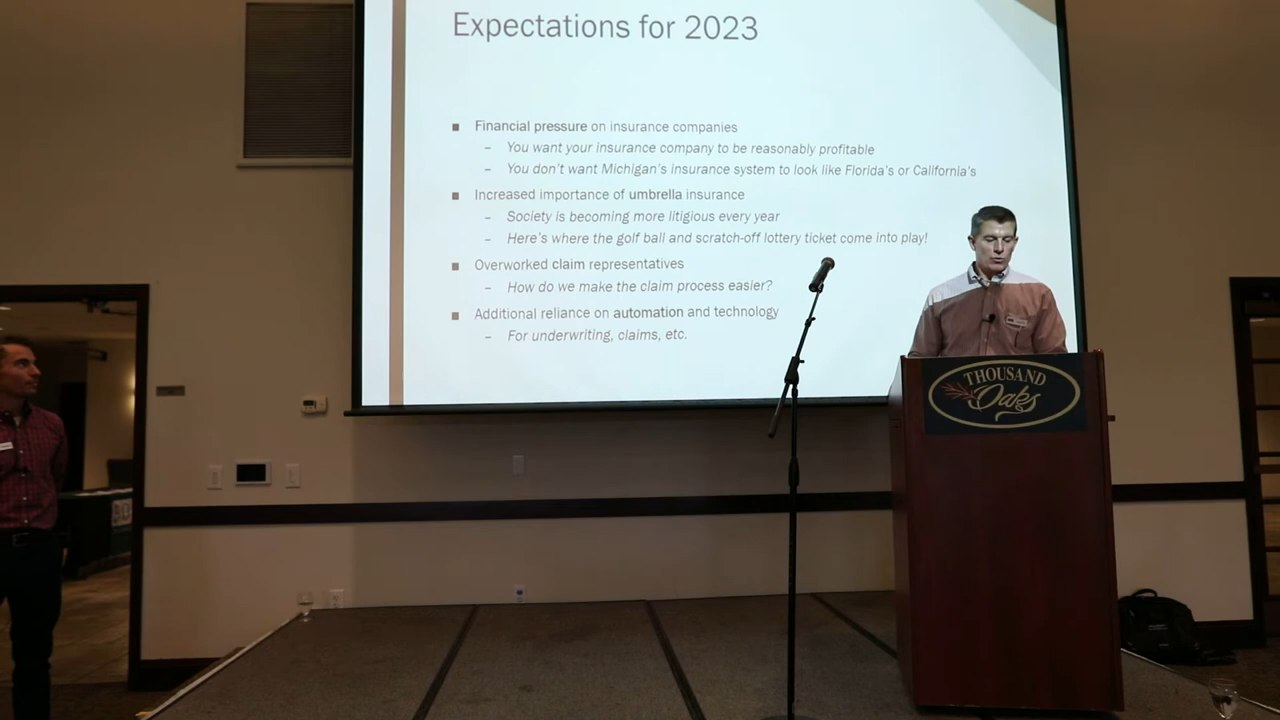 Expectations for 2023
■ Financial pressure on insurance companies
– You want your insurance company to be reasonably profitable
– You don't want Michigan's insurance system to look like Florida's or California's
■ Increased importance of umbrella insurance
– Society is becoming more litigious every year
– Here's where the golf ball and scratch-off lottery ticket come into play!
■ Overworked claim representatives
– How do we make the claim process easier?
■ Additional reliance on automation and technology
– For underwriting, claims, etc.
THOUSAND
Oaks